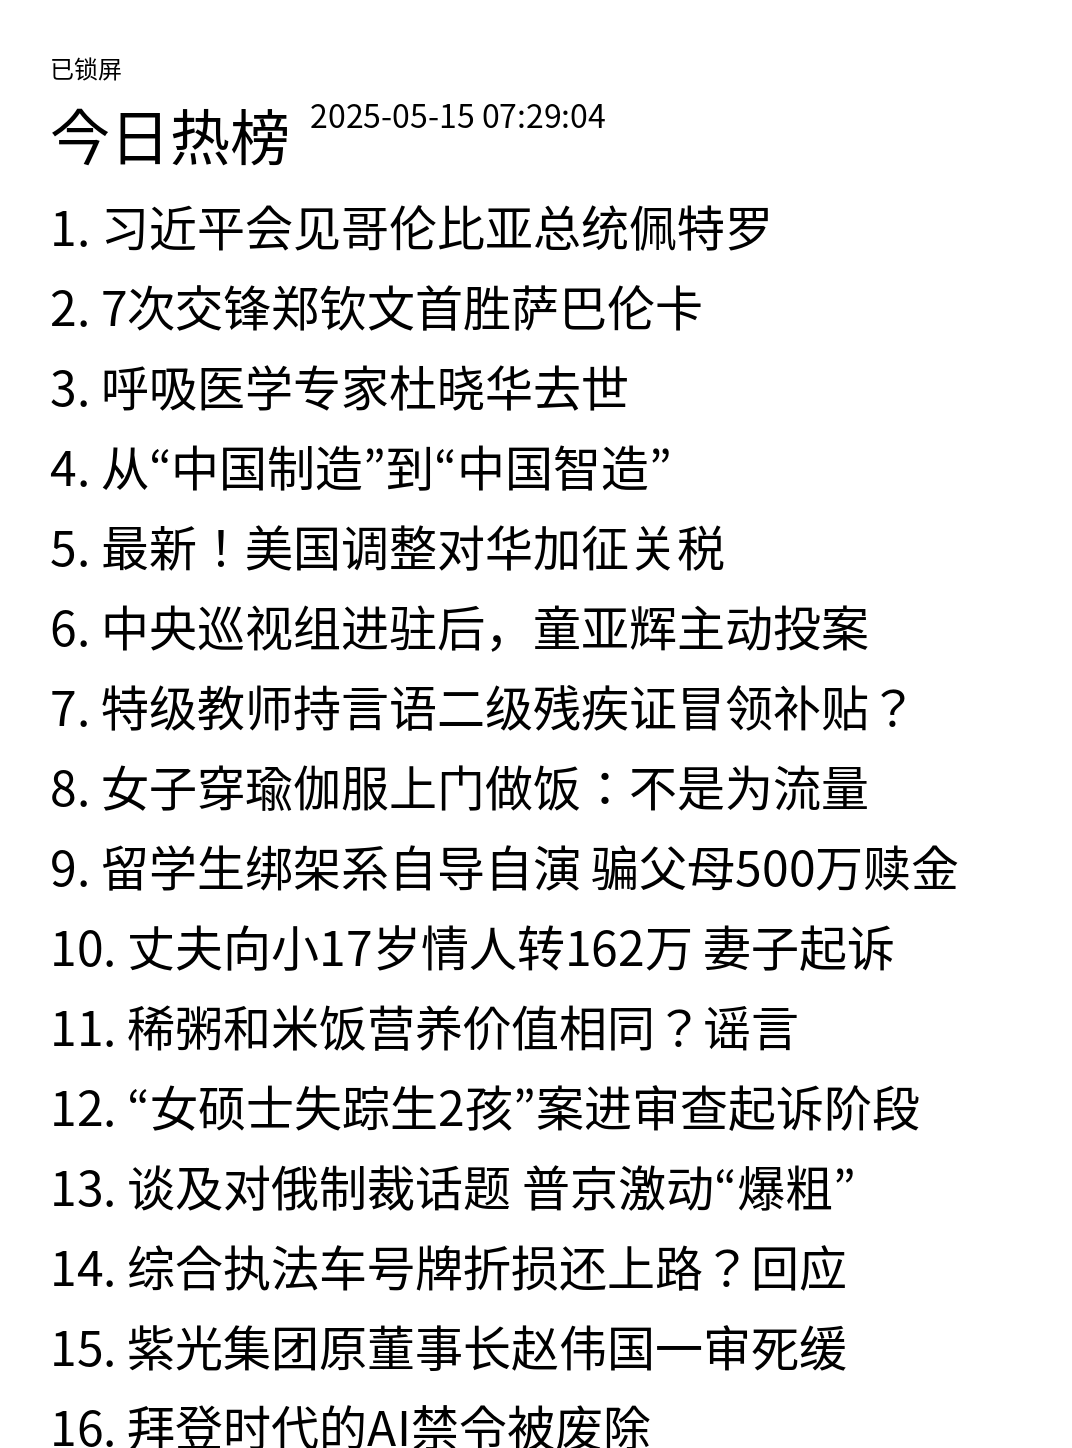 已锁屏
今日热榜 2025-05-15 07:29:04
1. 习近平会见哥伦比亚总统佩特罗
2. 7次交锋郑钦文首胜萨巴伦卡
3. 呼吸医学专家杜晓华去世
4. 从“中国制造”到“中国智造”
5. 最新！美国调整对华加征关税
6. 中央巡视组进驻后，童亚辉主动投案
7. 特级教师持言语二级残疾证冒领补贴？
8. 女子穿瑜伽服上门做饭：不是为流量
9. 留学生绑架系自导自演 骗父母500万赎金
10. 丈夫向小17岁情人转162万 妻子起诉
11. 稀粥和米饭营养价值相同？谣言
12. “女硕士失踪生2孩”案进审查起诉阶段
13. 谈及对俄制裁话题 普京激动“爆粗”
14. 综合执法车号牌折损还上路？回应
15. 紫光集团原董事长赵伟国一审死缓
16. 拜登时代的AI禁令被废除